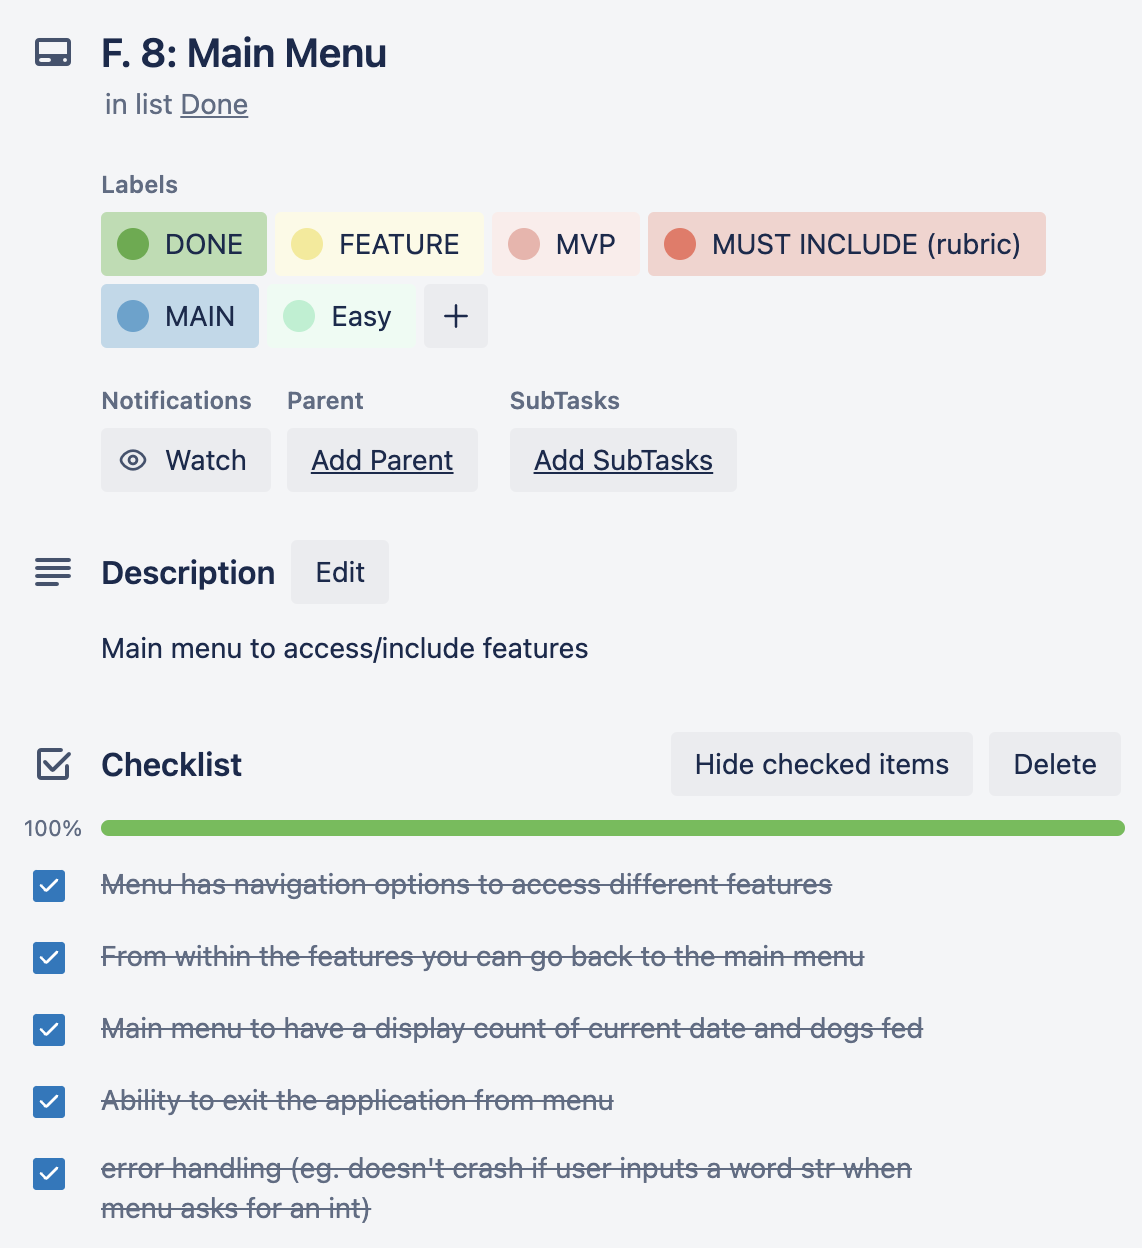 F. 8: Main Menu
in list Done
Labels
DONE FEATURE MVP MUST INCLUDE (rubric)
MAIN Easy +
Notifications Parent SubTasks
Watch Add Parent Add SubTasks
Description Edit
Main menu to access/include features
Checklist Hide checked items Delete
100%
Menu has navigation options to access different features
From within the features you can go back to the main menu
Main menu to have a display count of current date and dogs fed
Ability to exit the application from menu
error handling (eg. doesn't crash if user inputs a word str when
menu asks for an int)